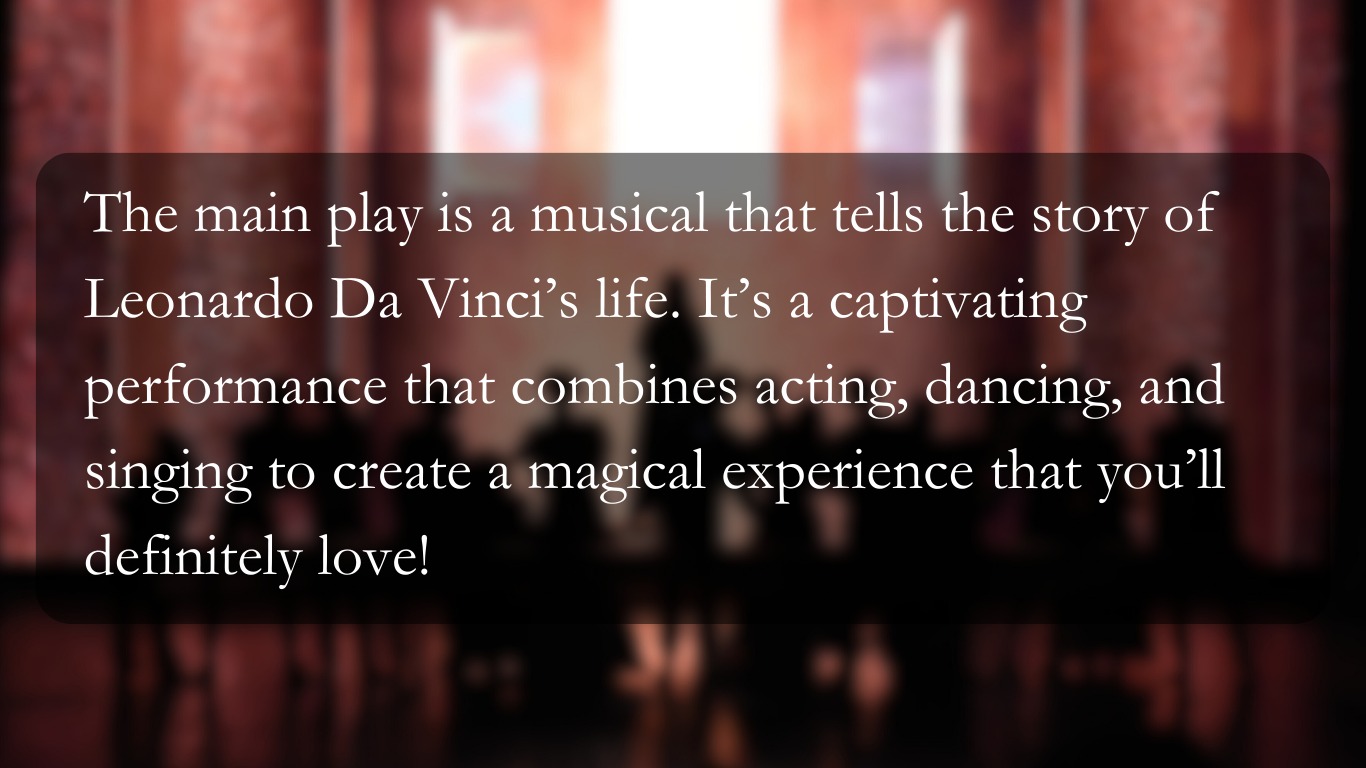 The main play is a musical that tells the story of
Leonardo Da Vinci’s life. It’s a captivating
performance that combines acting, dancing, and
singing to create a magical experience that you’ll
definitely love!